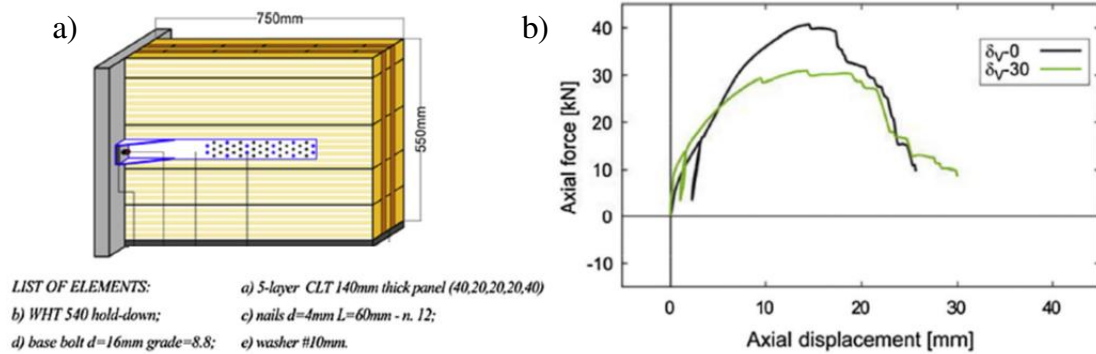 a)
750mm
550mm
LIST OF ELEMENTS:
a) 5-layer CLT 140mm thick panel (40,20,20,20,40)
b) WHT 540 hold-down;
c) nails d=4mm L=60mm - n. 12;
d) base bolt d=16mm grade=8.8;
e) washer #10mm.
b)
Axial force [kN]
40
30
20
10
0
-10
δV-0
δV-30
0
10
20
30
40
Axial displacement [mm]